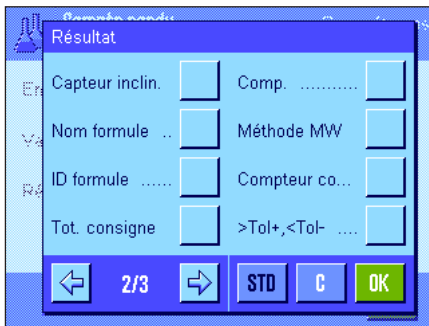 Résultat
Capteur inclin. Comp. ...........
Nom formule .. Méthode MW
ID formule ...... Compteur co...
Tot. consigne >Tol+,<Tol- ....
2/3 STD C OK